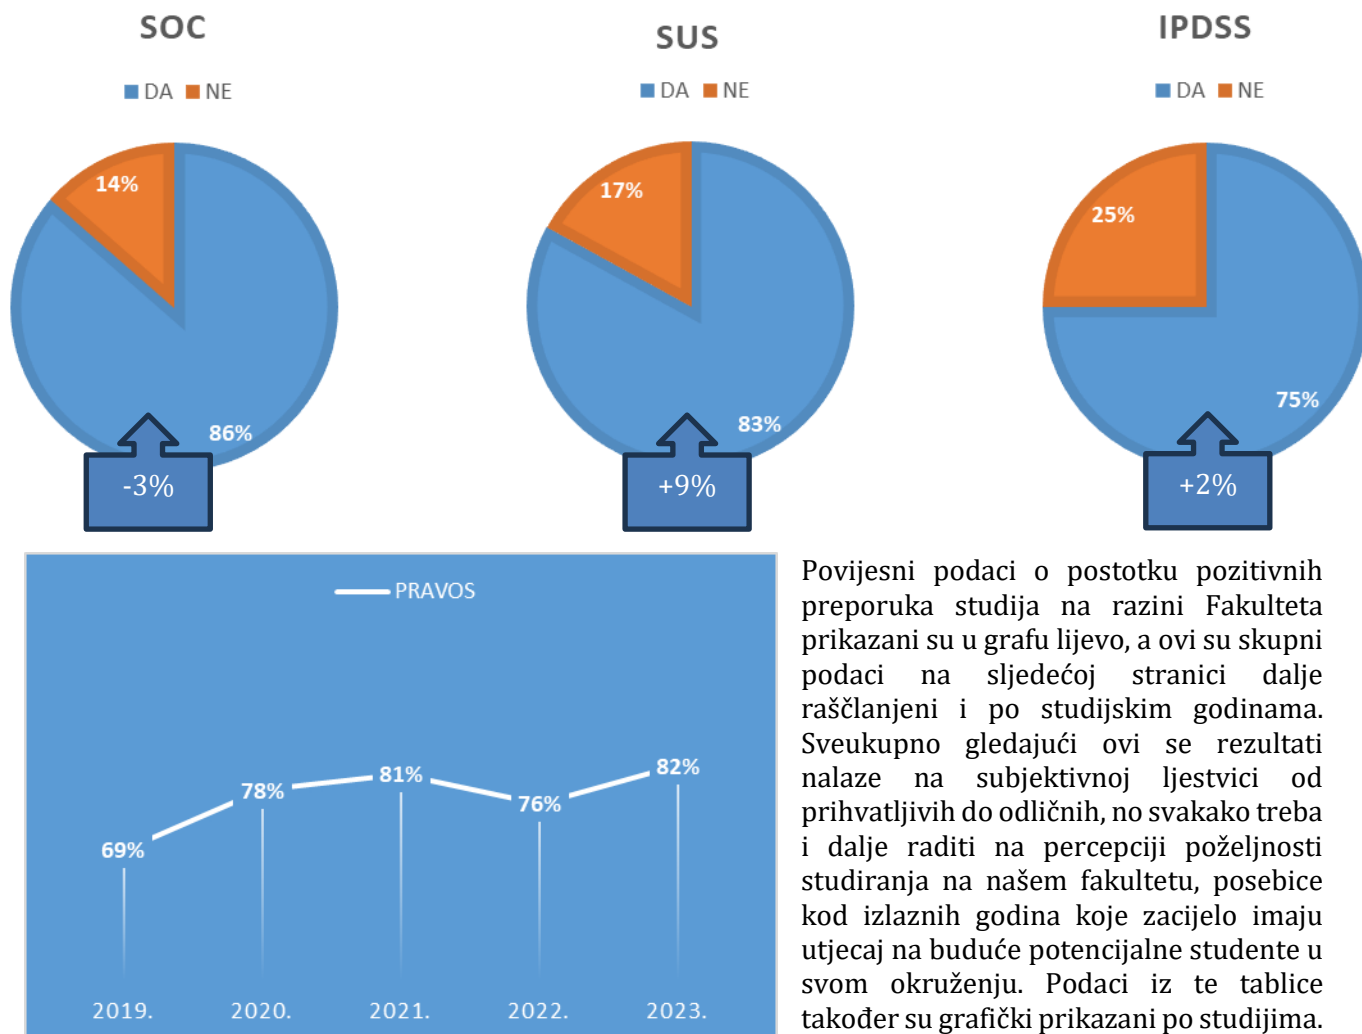 SOC
DA NE
14%
86%
-3%
SUS
DA NE
17%
83%
+9%
IPDSS
DA NE
25%
75%
+2%
PRAVOS
69%
78%
81%
76%
82%
2019.
2020.
2021.
2022.
2023.
Povijesni podaci o postotku pozitivnih
preporuka studija na razini Fakulteta
prikazani su u grafu lijevo, a ovi su skupni
podaci na sljedećoj stranici dalje
raščlanjeni i po studijskim godinama.
Sveukupno gledajući ovi se rezultati
nalaze na subjektivnoj ljestvici od
prihvatljivih do odličnih, no svakako treba
i dalje raditi na percepciji poželjnosti
studiranja na našem fakultetu, posebice
kod izlaznih godina koje zacijelo imaju
utjecaj na buduće potencijalne studente u
svom okruženju. Podaci iz te tablice
također su grafički prikazani po studijima.